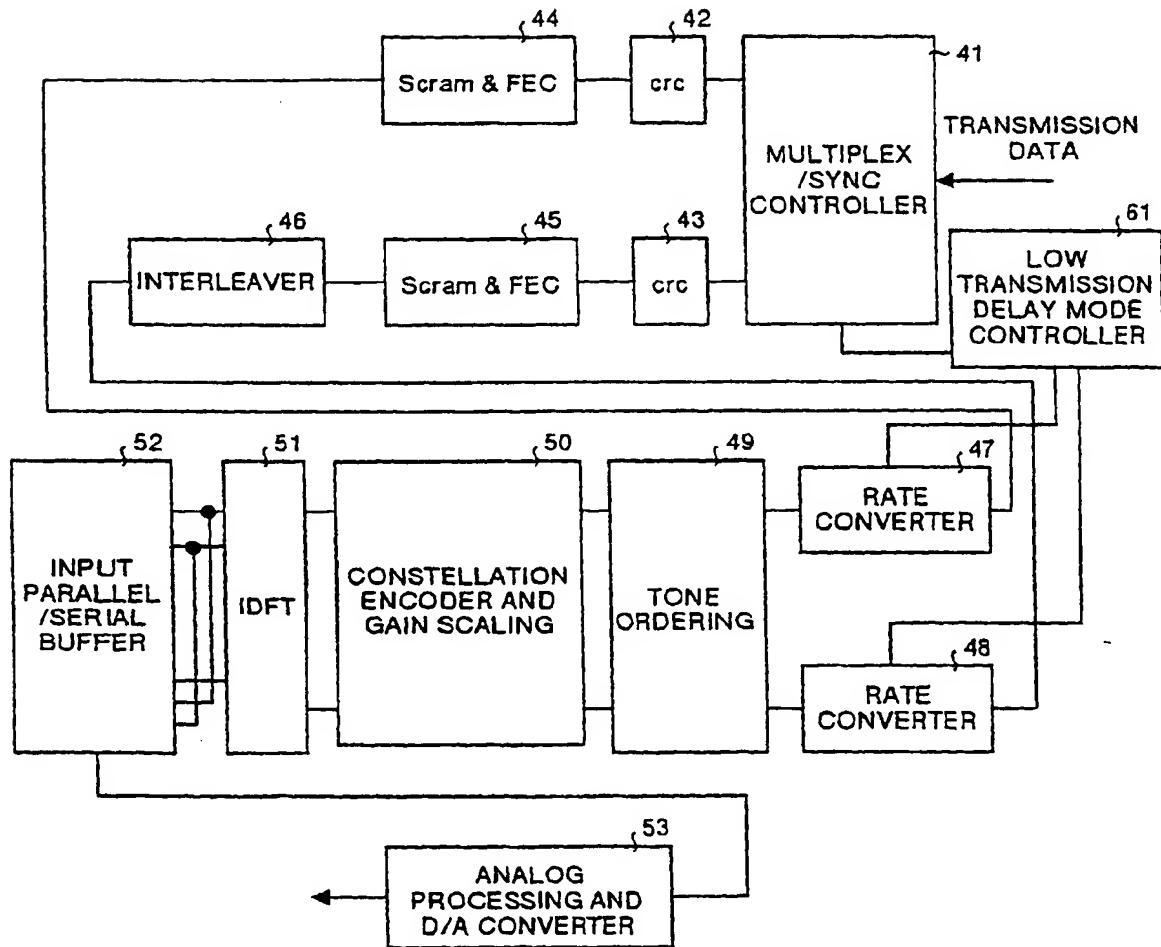 44
42
41
Scram & FEC
crc
TRANSMISSION
DATA
MULTIPLEX
/SYNC
CONTROLLER
46
45
43
61
INTERLEAVER
Scram & FEC
crc
LOW
TRANSMISSION
DELAY MODE
CONTROLLER
52
51
50
49
47
RATE
CONVERTER
INPUT
PARALLEL
/SERIAL
BUFFER
IDFT
CONSTELLATION
ENCODER AND
GAIN SCALING
TONE
ORDERING
48
RATE
CONVERTER
53
ANALOG
PROCESSING AND
D/A CONVERTER